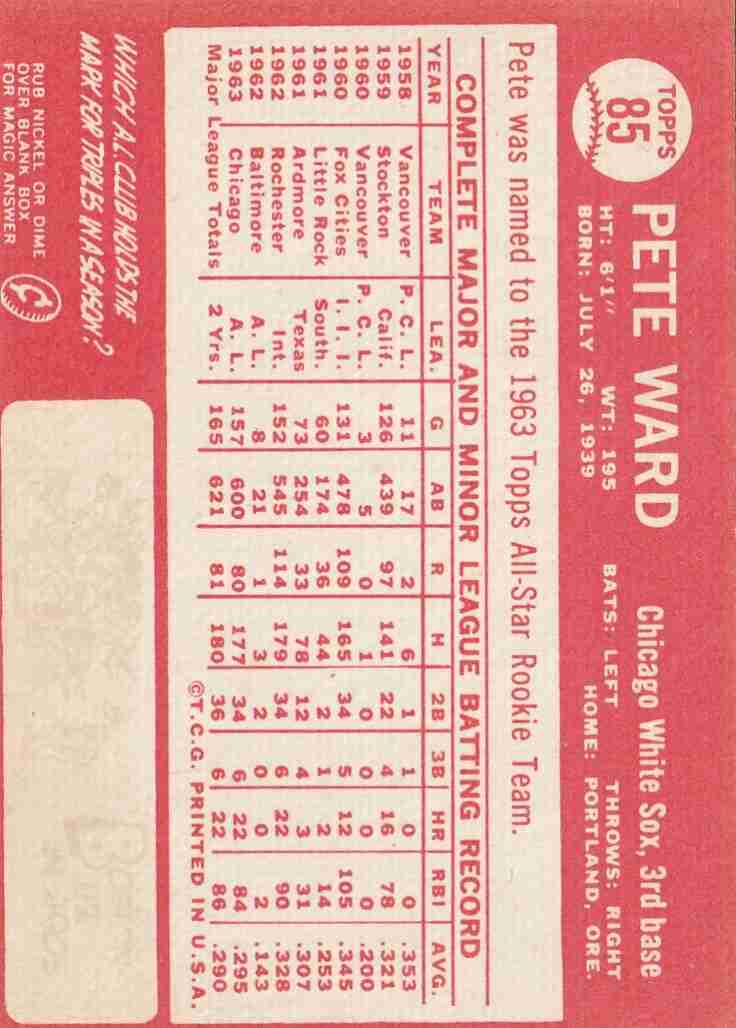 TOPPS
85
PETE WARD
Chicago White Sox, 3rd base
HT: 6'1" WT: 195 BATS: LEFT THROWS: RIGHT
BORN: JULY 26, 1939 HOME: PORTLAND, ORE.
Pete was named to the 1963 Topps All-Star Rookie Team.
COMPLETE MAJOR AND MINOR LEAGUE BATTING RECORD
YEAR TEAM LEA. G AB R H 2B 3B HR RBI AVG.
1958 Vancouver P. C. L. 11 17 2 6 1 1 0 0 .353
1959 Stockton Calif. 126 439 97 141 22 4 16 78 .321
1960 Vancouver P. C. L. 3 5 0 1 0 0 0 0 .200
1960 Fox Cities I. I. I. 131 478 109 165 34 5 12 105 .345
1961 Little Rock South. 60 174 36 44 2 1 2 14 .253
1961 Ardmore Texas 73 254 33 78 12 4 3 31 .307
1962 Rochester Int. 152 545 114 179 34 6 22 90 .328
1962 Baltimore A. L. 8 21 1 3 2 0 0 2 .143
1963 Chicago A. L. 157 600 80 177 34 6 22 84 .295
Major League Totals 2 Yrs. 165 621 81 180 36 6 22 86 .290
©T.C.G. PRINTED IN U.S.A.
WHICH A.L. CLUB HOLDS THE
MARK FOR TRIPLES IN A SEASON?
RUB NICKEL OR DIME
OVER BLANK BOX
FOR MAGIC ANSWER